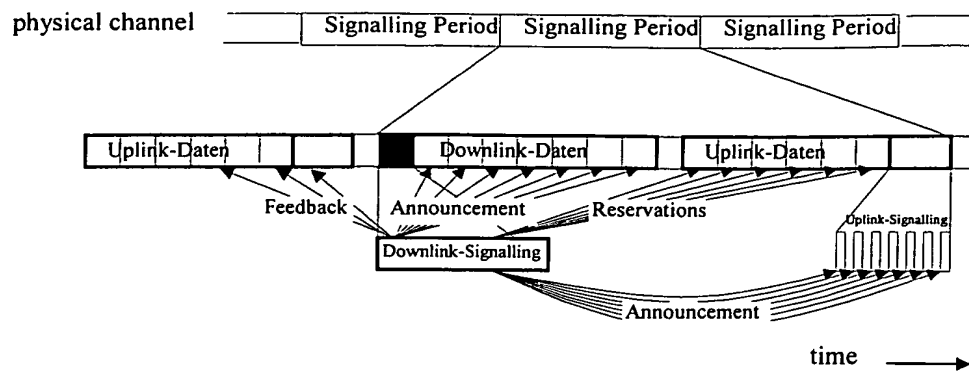 physical channel
Signalling Period Signalling Period Signalling Period
Uplink-Daten Downlink-Daten Uplink-Daten
Feedback Announcement Reservations
Uplink-Signalling
Downlink-Signalling
Announcement
time